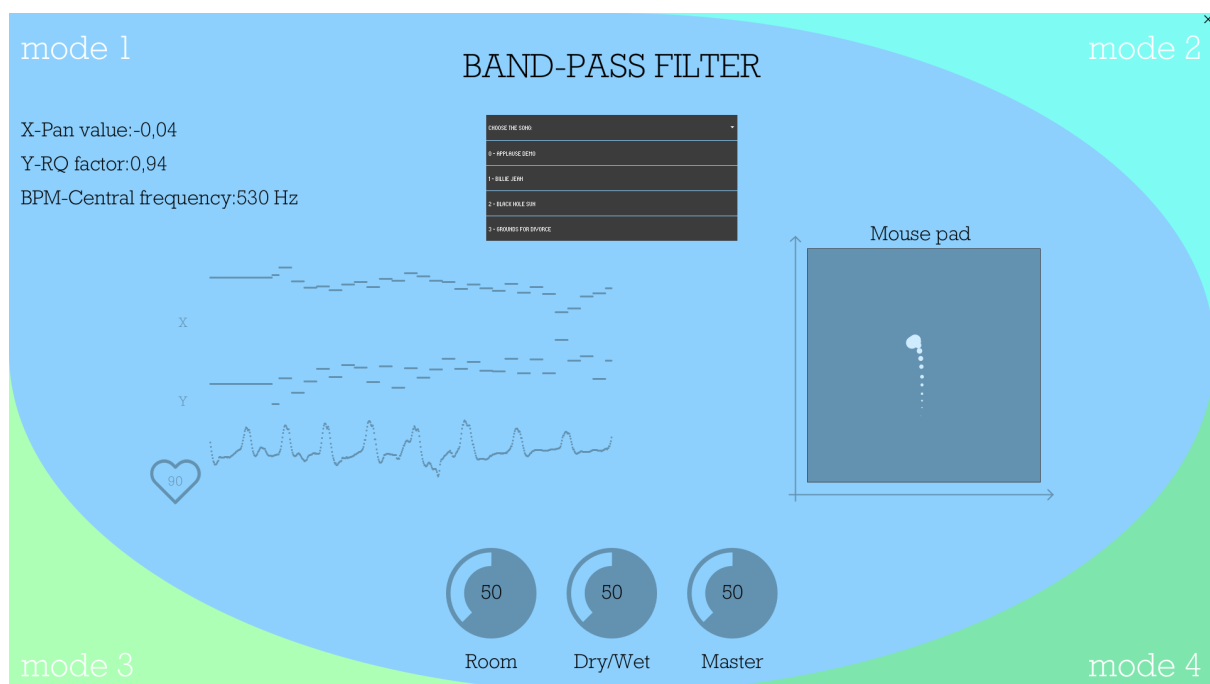 ×
mode 1
mode 2
BAND-PASS FILTER
X-Pan value:-0,04
Y-RQ factor:0,94
BPM-Central frequency:530 Hz
CHOOSE THE SONG
0 - APPLAUSE DEMO
1 - BILLIE JEAN
2 - BLACK HOLE SUN
3 - GROUNDS FOR DIVORCE
Mouse pad
X
Y
90
50
50
50
Room
Dry/Wet
Master
mode 3
mode 4